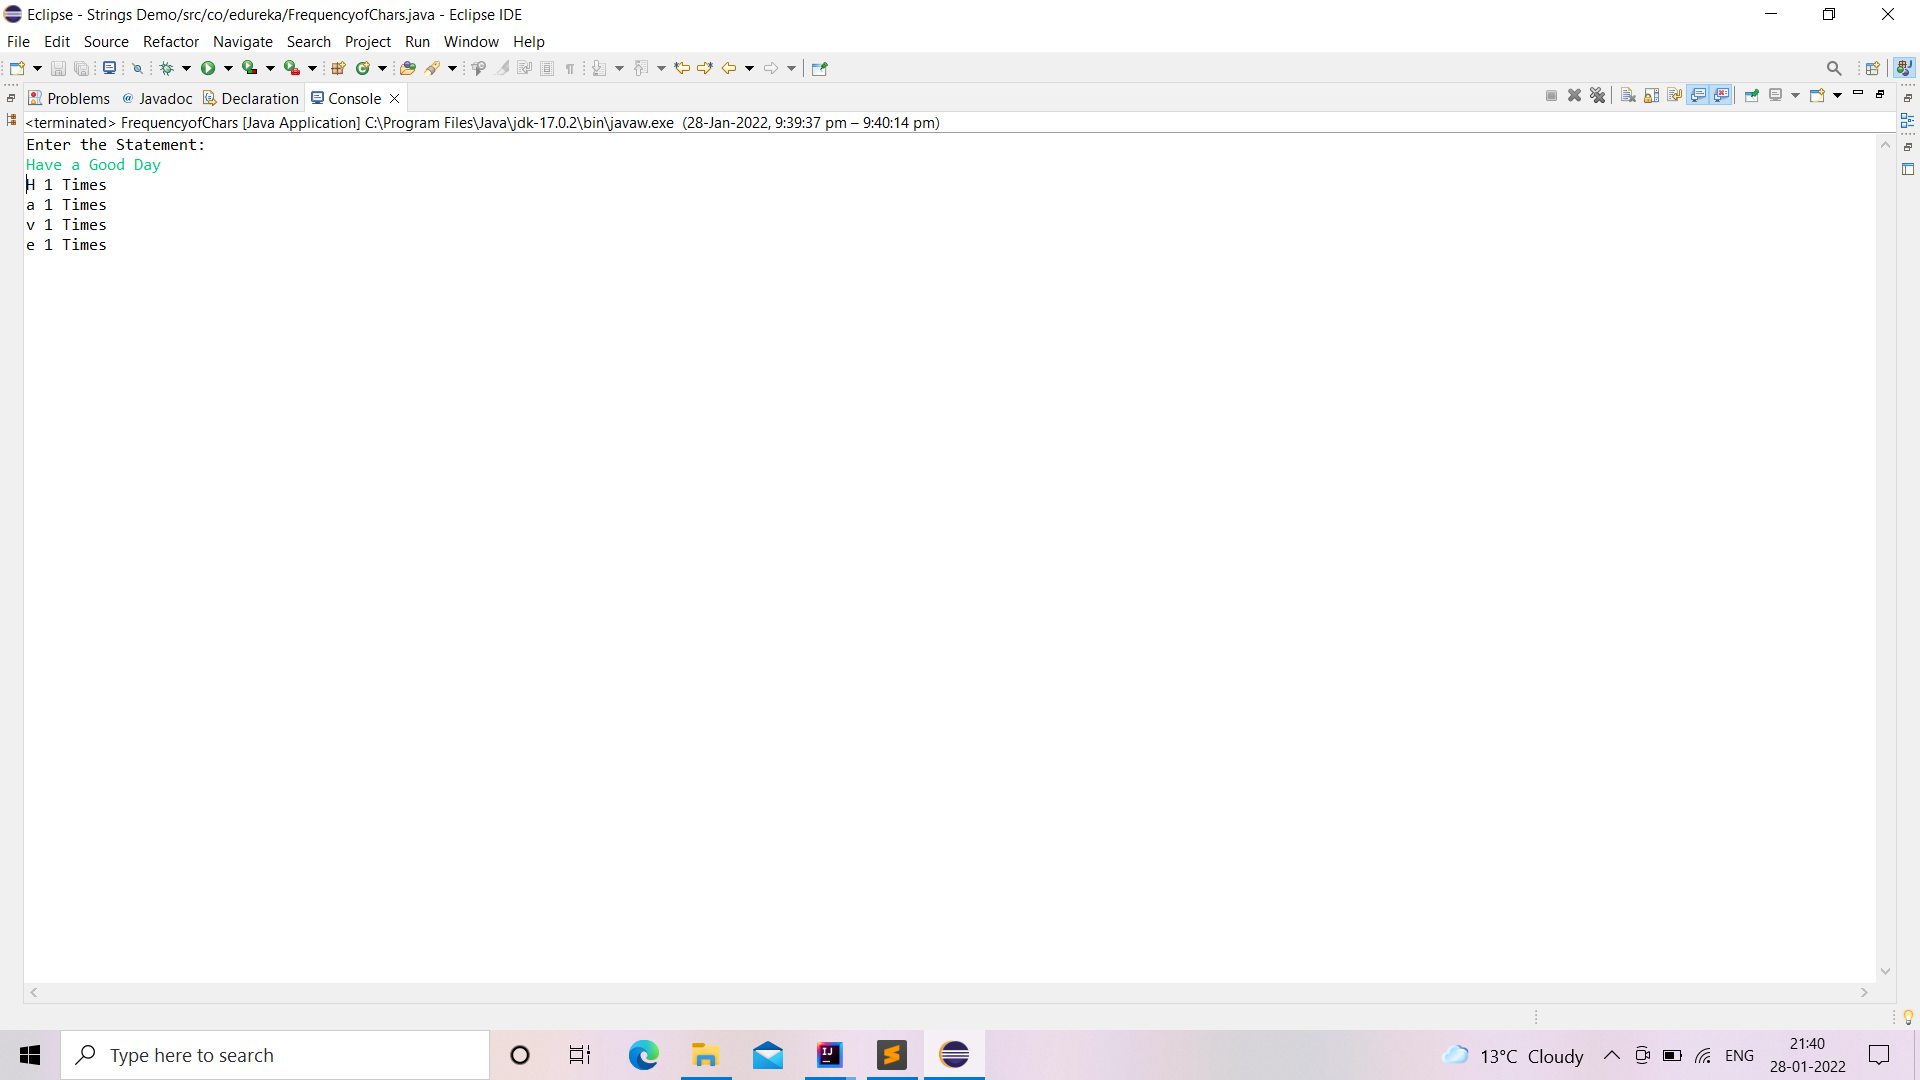 Eclipse - Strings Demo/src/co/edureka/FrequencyofChars.java - Eclipse IDE
File Edit Source Refactor Navigate Search Project Run Window Help
Problems @ Javadoc Declaration Console
<terminated> FrequencyofChars [Java Application] C:\Program Files\Java\jdk-17.0.2\bin\javaw.exe (28-Jan-2022, 9:39:37 pm – 9:40:14 pm)
Enter the Statement:
Have a Good Day
H 1 Times
a 1 Times
v 1 Times
e 1 Times
Type here to search
13°C Cloudy
ENG
21:40
28-01-2022